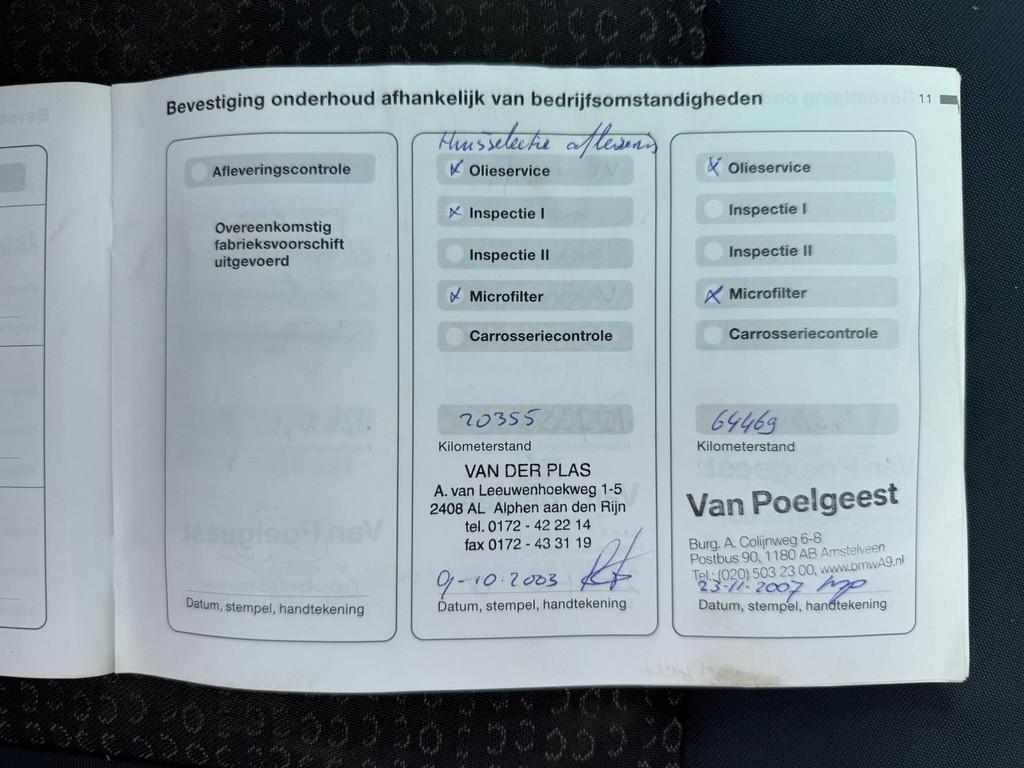 Bevestiging onderhoud afhankelijk van bedrijfsomstandigheden 11
Afleveringscontrole
Overeenkomstig
fabrieksvoorschrift
uitgevoerd
Datum, stempel, handtekening
Olieservice
Inspectie I
Inspectie II
Microfilter
Carrosseriecontrole
20355
Kilometerstand
VAN DER PLAS
A. van Leeuwenhoekweg 1-5
2408 AL Alphen aan den Rijn
tel. 0172 - 42 22 14
fax 0172 - 43 31 19
09-10-2003
Datum, stempel, handtekening
Olieservice
Inspectie I
Inspectie II
Microfilter
Carrosseriecontrole
64469
Kilometerstand
Van Poelgeest
Burg. A. Colijnweg 6-8
Postbus 90, 1180 AB Amstelveen
Tel.: (020) 503 23 00, www.bmwA9.nl
23-11-2007
Datum, stempel, handtekening